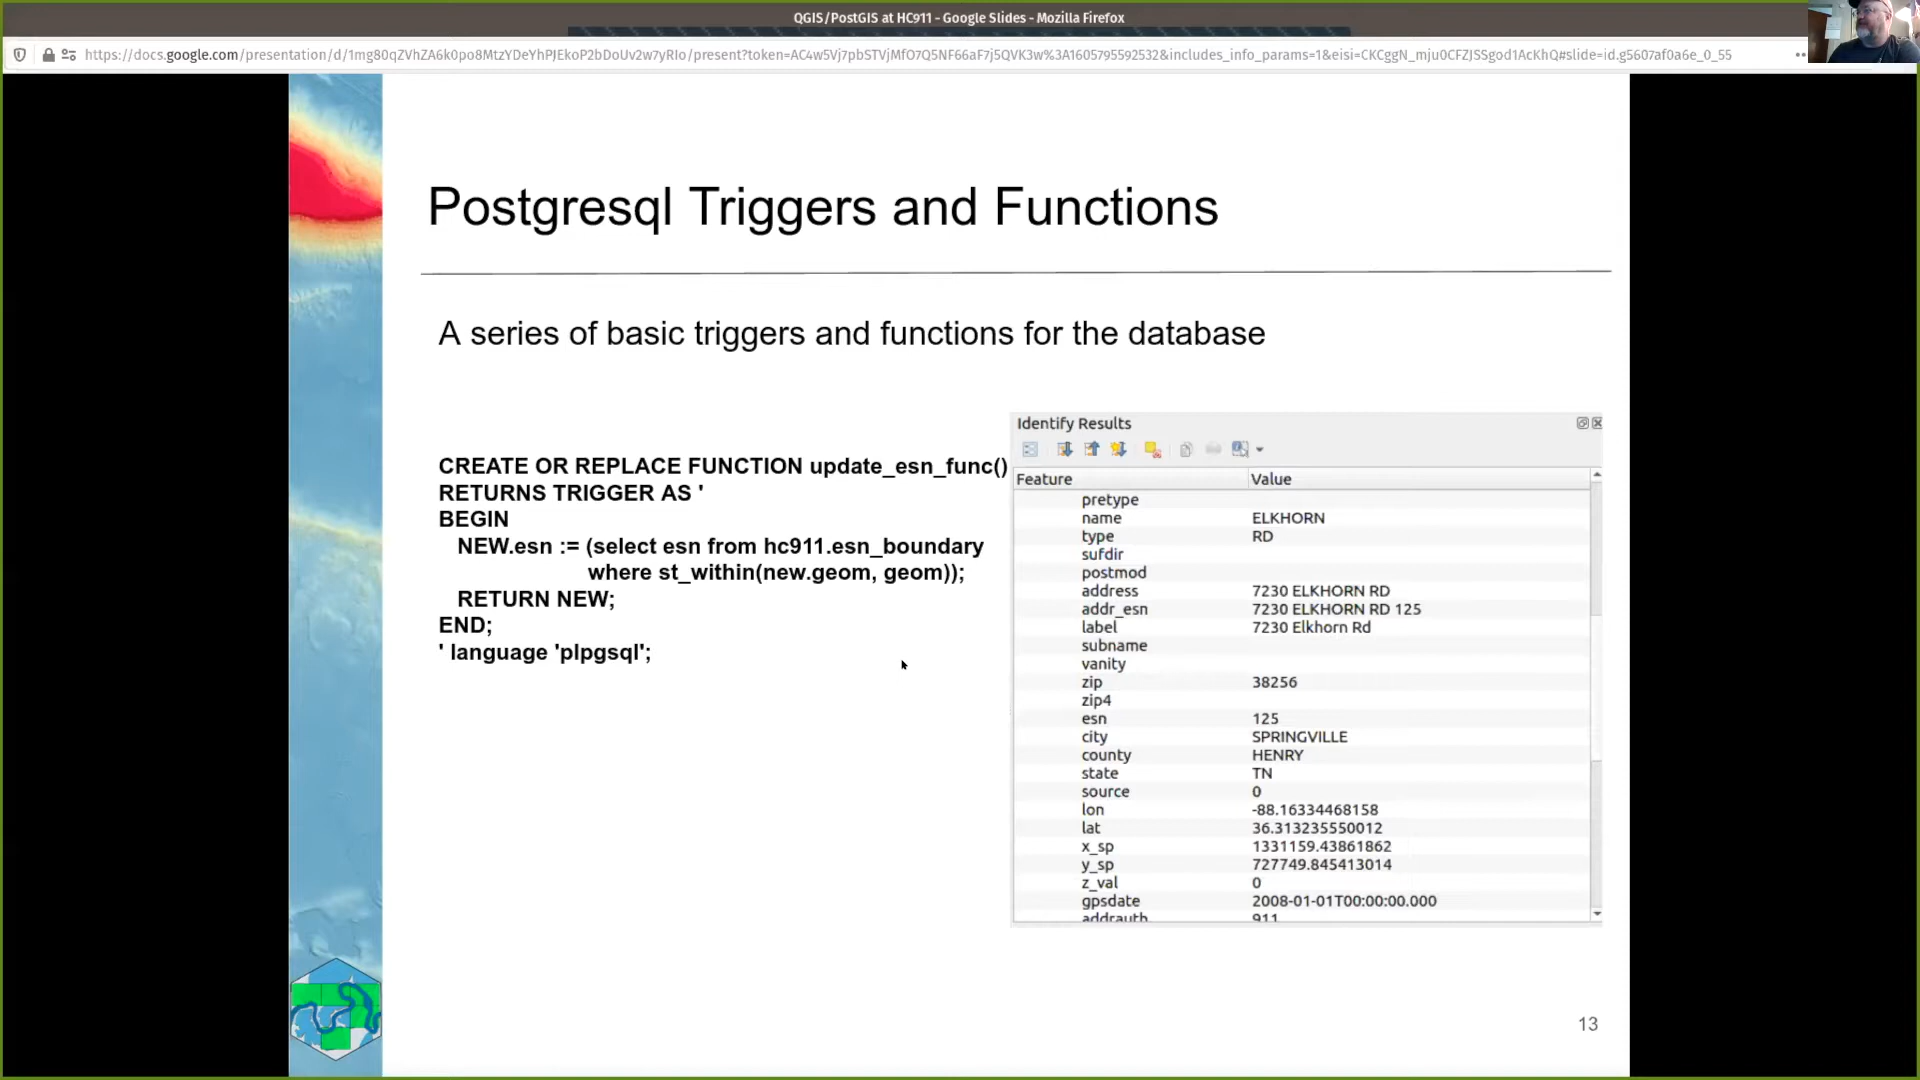 QGIS/PostGIS at HC911 - Google Slides - Mozilla Firefox
https://docs.google.com/presentation/d/1mg80qZVhZA6k0po8MtzYDeYhPJEkoP2bDoUv2w7yRIo/present?token=AC4w5Vj7pbSTVjMfO7Q5NF66aF7j5QVK3w%3A1605795592532&includes_info_params=1&eisi=CKCggN_mju0CFZJSSgod1AcKhQ#slide=id.g5607af0a6e_0_55
Postgresql Triggers and Functions
A series of basic triggers and functions for the database
CREATE OR REPLACE FUNCTION update_esn_func()
RETURNS TRIGGER AS '
BEGIN
NEW.esn := (select esn from hc911.esn_boundary
where st_within(new.geom, geom));
RETURN NEW;
END;
' language 'plpgsql';
Identify Results
Feature Value
pretype
name ELKHORN
type RD
sufdir
postmod
address 7230 ELKHORN RD
addr_esn 7230 ELKHORN RD 125
label 7230 Elkhorn Rd
subname
vanity
zip 38256
zip4
esn 125
city SPRINGVILLE
county HENRY
state TN
source 0
lon -88.16334468158
lat 36.313235550012
x_sp 1331159.43861862
y_sp 727749.845413014
z_val 0
gpsdate 2008-01-01T00:00:00.000
addrauth 911
13